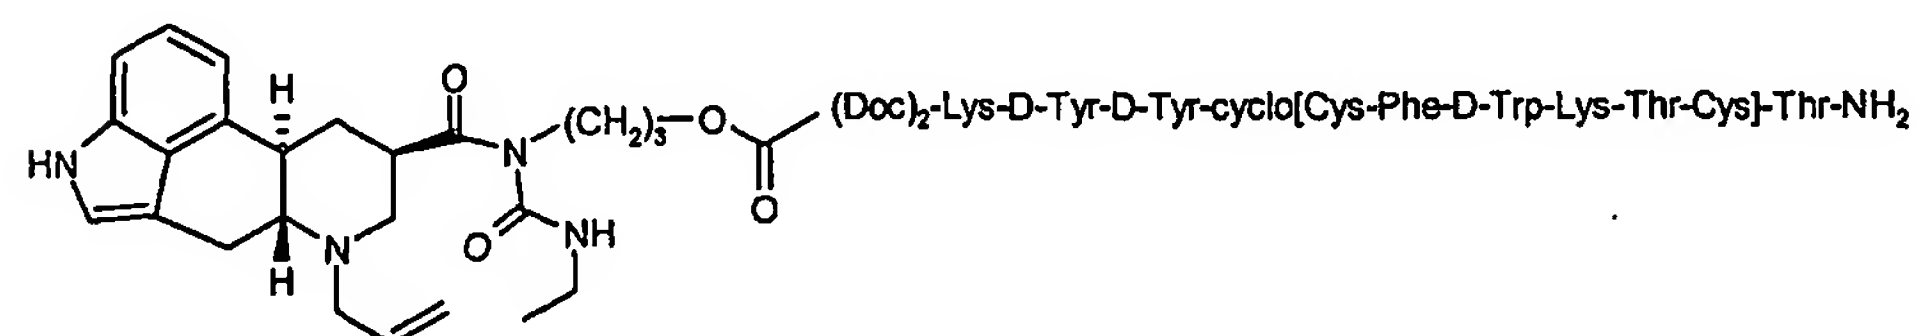 H
O
(CH2)3
O
(Doc)2-Lys-D-Tyr-D-Tyr-cyclo[Cys-Phe-D-Trp-Lys-Thr-Cys]-Thr-NH2
HN
N
O
O
NH
N
H